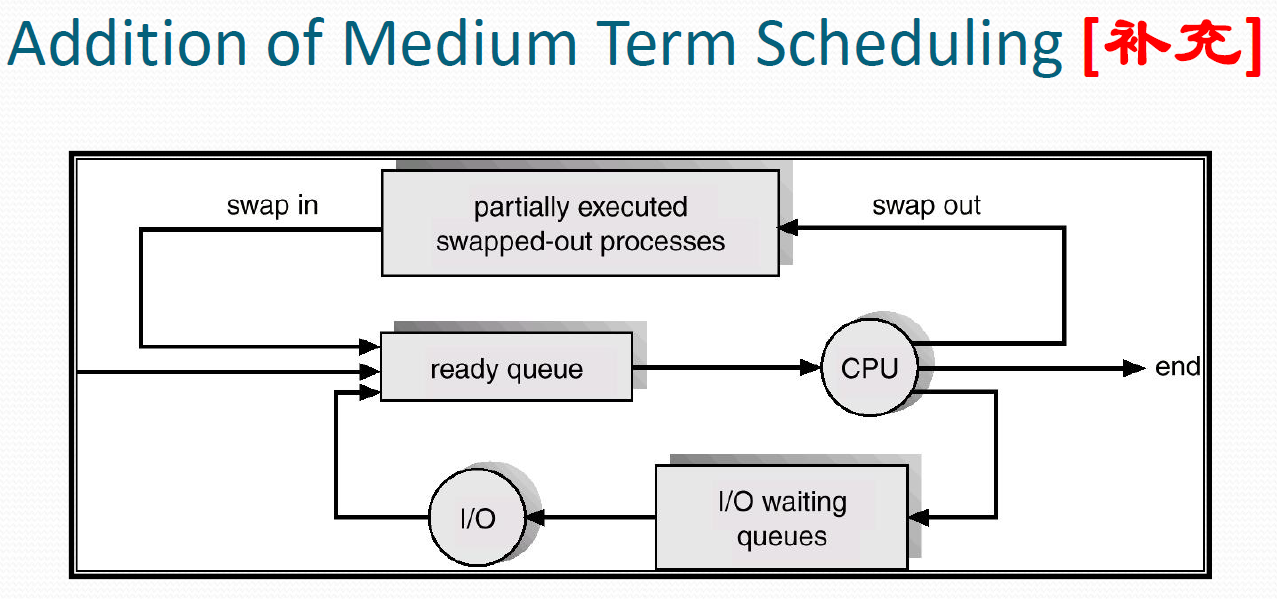 Addition of Medium Term Scheduling [补充]
swap in
partially executed
swapped-out processes
swap out
ready queue
CPU
end
I/O
I/O waiting
queues